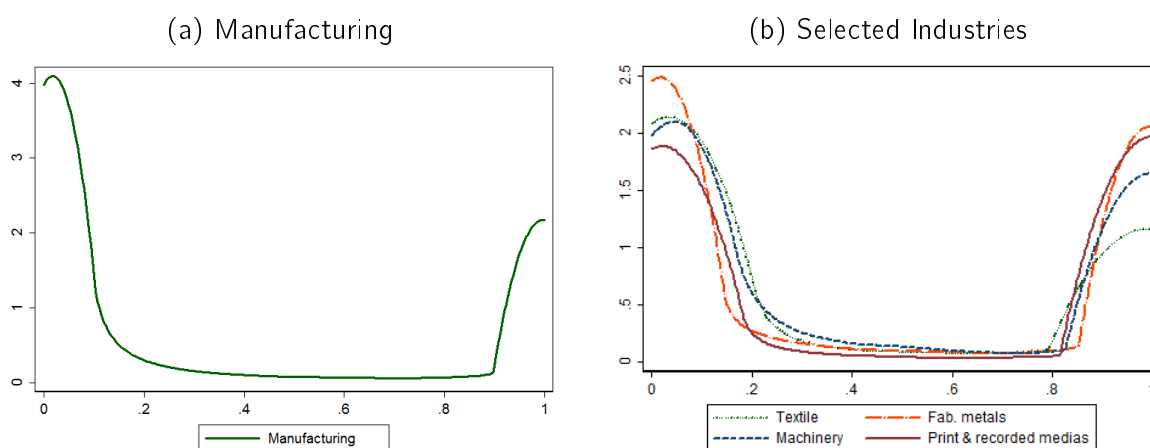 (a) Manufacturing
4
3
2
1
0
0 .2 .4 .6 .8 1
Manufacturing
(b) Selected Industries
2.5
2
1.5
1
.5
0
0 .2 .4 .6 .8 1
Textile Fab. metals
Machinery Print & recorded medias